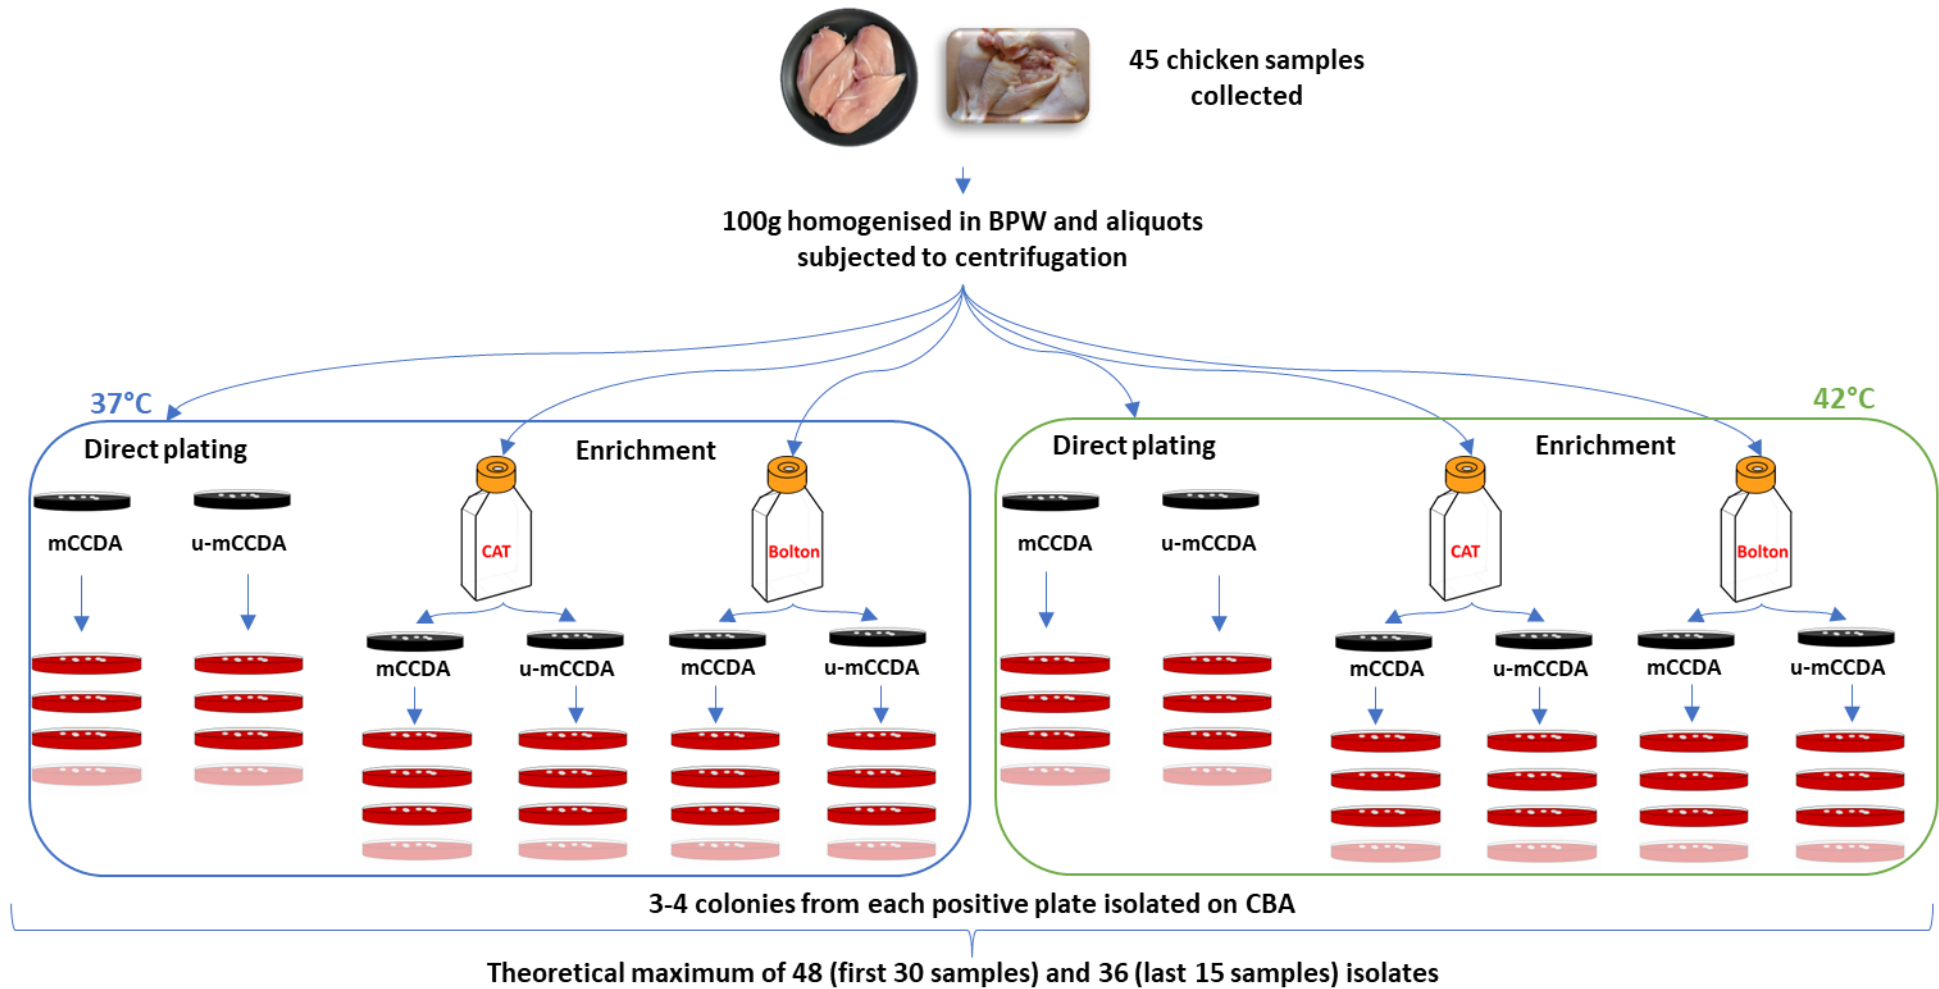 45 chicken samples
collected
100g homogenised in BPW and aliquots
subjected to centrifugation
37°C
Direct plating
Enrichment
mCCDA
u-mCCDA
CAT
Bolton
mCCDA
u-mCCDA
mCCDA
u-mCCDA
42°C
Direct plating
Enrichment
mCCDA
u-mCCDA
CAT
Bolton
mCCDA
u-mCCDA
mCCDA
u-mCCDA
3-4 colonies from each positive plate isolated on CBA
Theoretical maximum of 48 (first 30 samples) and 36 (last 15 samples) isolates